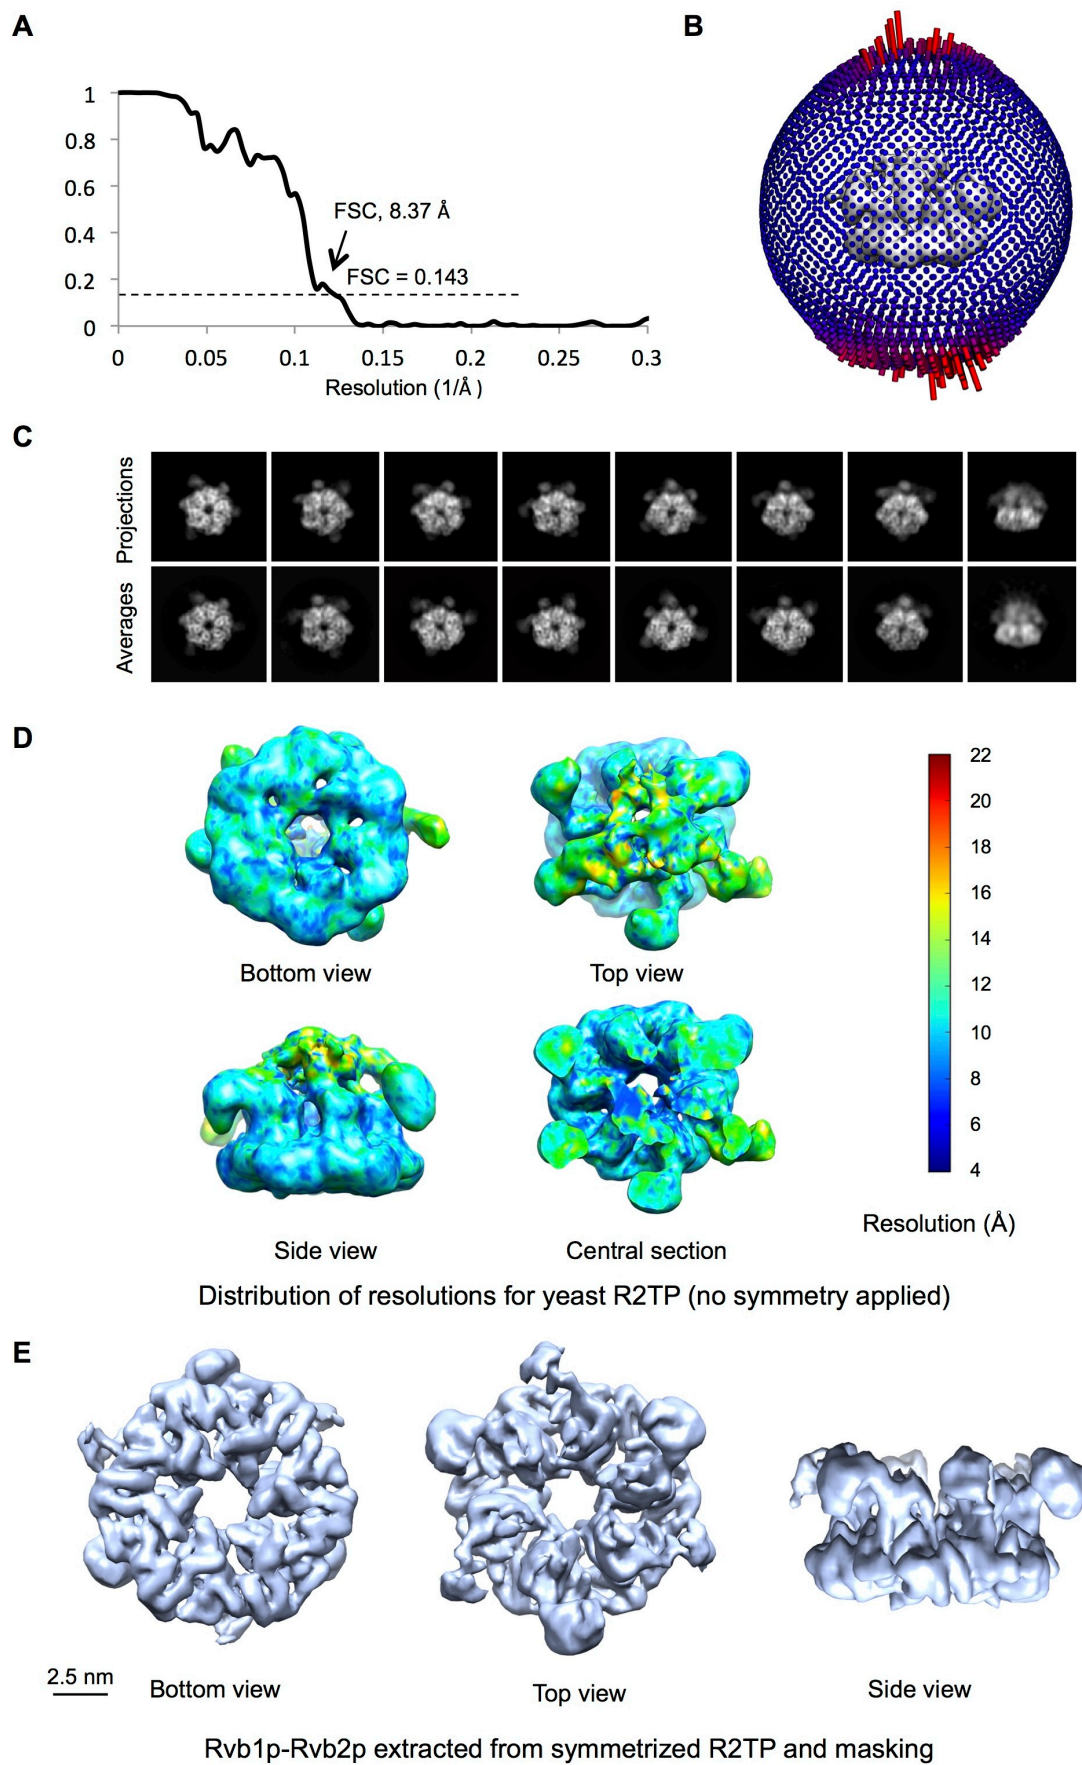 A
B
1
0.8
0.6
0.4
0.2
0
FSC, 8.37 Å
FSC = 0.143
0 0.05 0.1 0.15 0.2 0.25 0.3
Resolution (1/Å)
C
Projections
Averages
D
22
20
18
16
14
12
10
8
6
4
Resolution (Å)
Bottom view
Top view
Side view
Central section
Distribution of resolutions for yeast R2TP (no symmetry applied)
E
2.5 nm
Bottom view
Top view
Side view
Rvb1p-Rvb2p extracted from symmetrized R2TP and masking